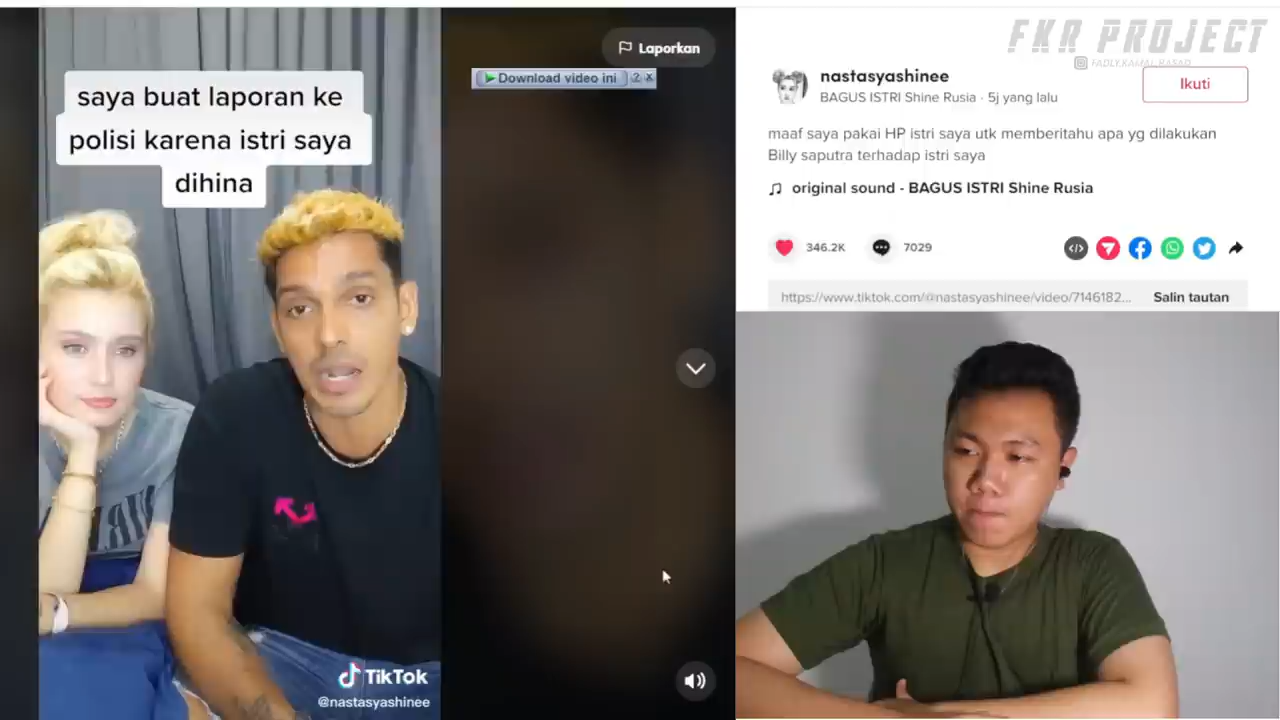 saya buat laporan ke
polisi karena istri saya
dihina
Laporkan
Download video ini
? x
TikTok
@nastasyashinee
FKR PROJECT
FADLY.KAMAL.RASAD
nastasyashinee
BAGUS ISTRI Shine Rusia · 5j yang lalu
Ikuti
maaf saya pakai HP istri saya utk memberitahu apa yg dilakukan
Billy saputra terhadap istri saya
original sound - BAGUS ISTRI Shine Rusia
346.2K
7029
https://www.tiktok.com/@nastasyashinee/video/7146182...
Salin tautan